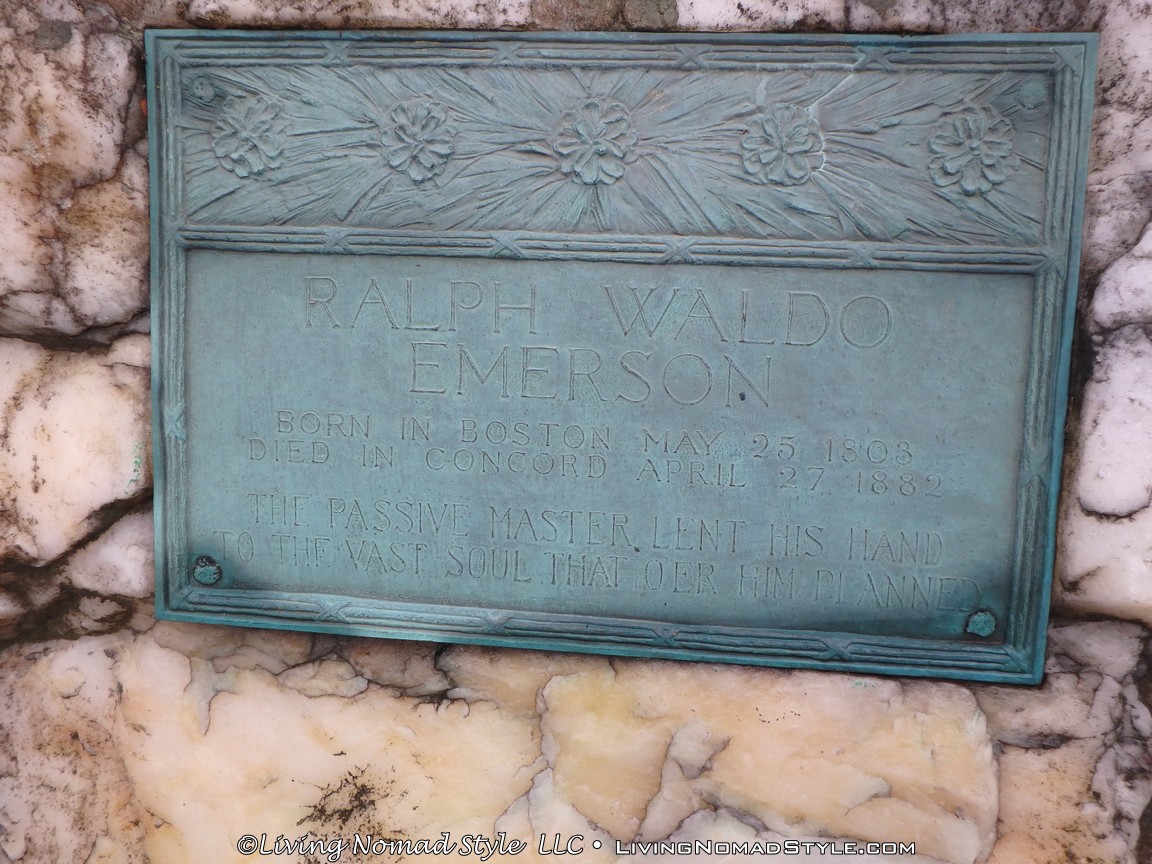 RALPH WALDO
EMERSON
BORN IN BOSTON MAY 25 1803
DIED IN CONCORD APRIL 27 1882
THE PASSIVE MASTER LENT HIS HAND
TO THE VAST SOUL THAT OER HIM PLANNED
©Living Nomad Style LLC • LivingNomadStyle.com